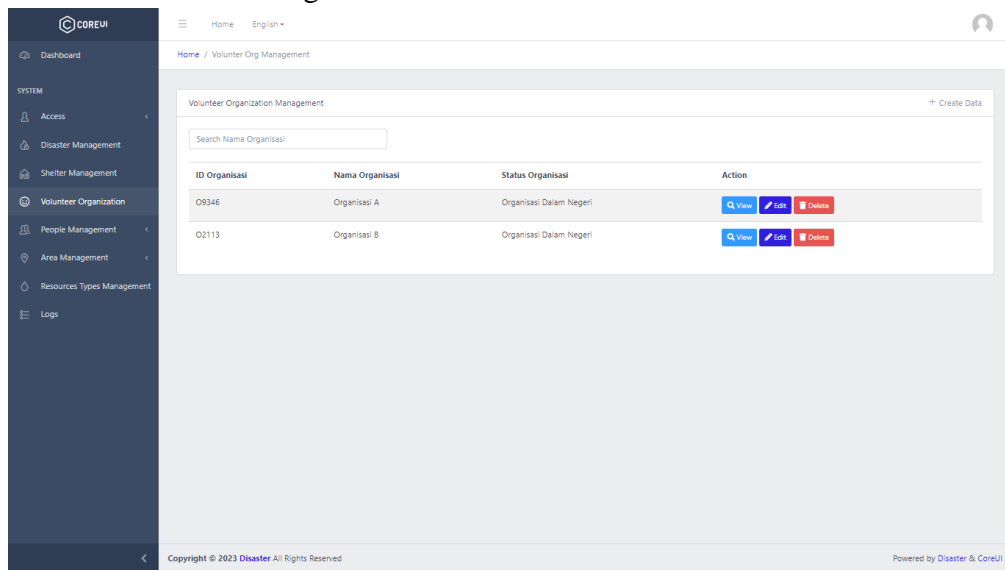 COREUI
Home English
Dashboard
Home / Volunter Org Management
SYSTEM
Access
Disaster Management
Shelter Management
Volunteer Organization
People Management
Area Management
Resources Types Management
Logs
Volunteer Organization Management
+ Create Data
Search Nama Organisasi
ID Organisasi Nama Organisasi Status Organisasi Action
O9346 Organisasi A Organisasi Dalam Negeri View Edit Delete
O2113 Organisasi B Organisasi Dalam Negeri View Edit Delete
Copyright © 2023 Disaster All Rights Reserved
Powered by Disaster & CoreUI